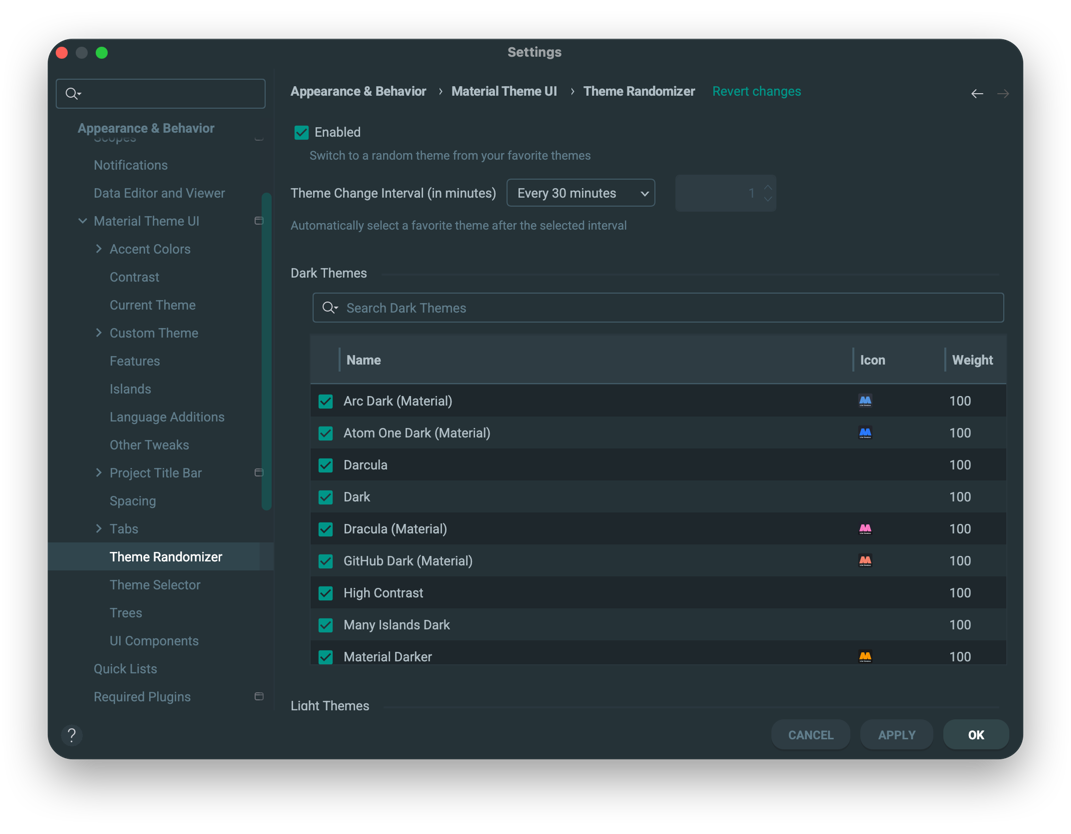 Settings
Appearance & Behavior › Material Theme UI › Theme Randomizer Revert changes
Appearance & Behavior
Scopes
Notifications
Data Editor and Viewer
Material Theme UI
Accent Colors
Contrast
Current Theme
Custom Theme
Features
Islands
Language Additions
Other Tweaks
Project Title Bar
Spacing
Tabs
Theme Randomizer
Theme Selector
Trees
UI Components
Quick Lists
Required Plugins
Enabled
Switch to a random theme from your favorite themes
Theme Change Interval (in minutes) Every 30 minutes 1
Automatically select a favorite theme after the selected interval
Dark Themes
Search Dark Themes
Name Icon Weight
Arc Dark (Material) 100
Atom One Dark (Material) 100
Darcula 100
Dark 100
Dracula (Material) 100
GitHub Dark (Material) 100
High Contrast 100
Many Islands Dark 100
Material Darker 100
Light Themes
? CANCEL APPLY OK